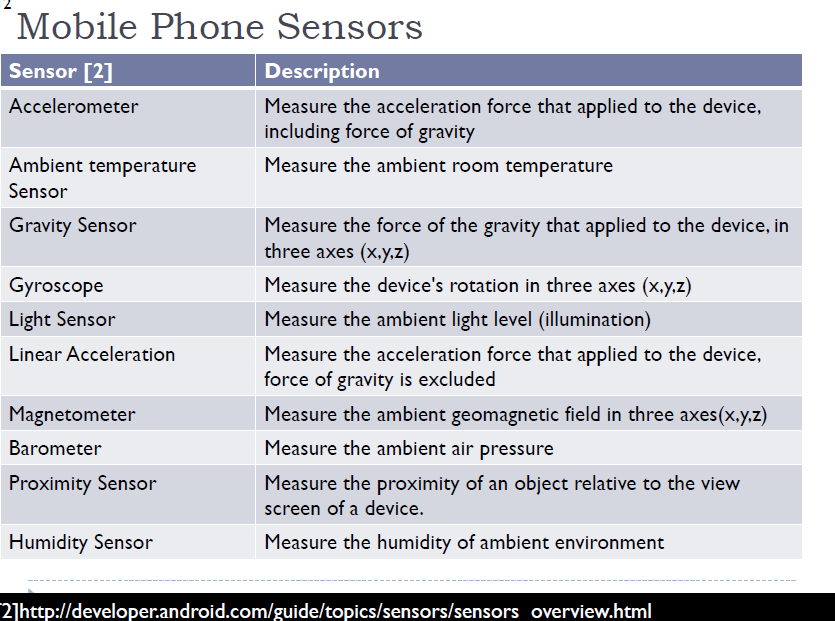 2
Mobile Phone Sensors
Sensor [2]
Description
Accelerometer
Measure the acceleration force that applied to the device,
including force of gravity
Ambient temperature
Sensor
Measure the ambient room temperature
Gravity Sensor
Measure the force of the gravity that applied to the device, in
three axes (x,y,z)
Gyroscope
Measure the device's rotation in three axes (x,y,z)
Light Sensor
Measure the ambient light level (illumination)
Linear Acceleration
Measure the acceleration force that applied to the device,
force of gravity is excluded
Magnetometer
Measure the ambient geomagnetic field in three axes(x,y,z)
Barometer
Measure the ambient air pressure
Proximity Sensor
Measure the proximity of an object relative to the view
screen of a device.
Humidity Sensor
Measure the humidity of ambient environment
[2]http://developer.android.com/guide/topics/sensors/sensors_overview.html